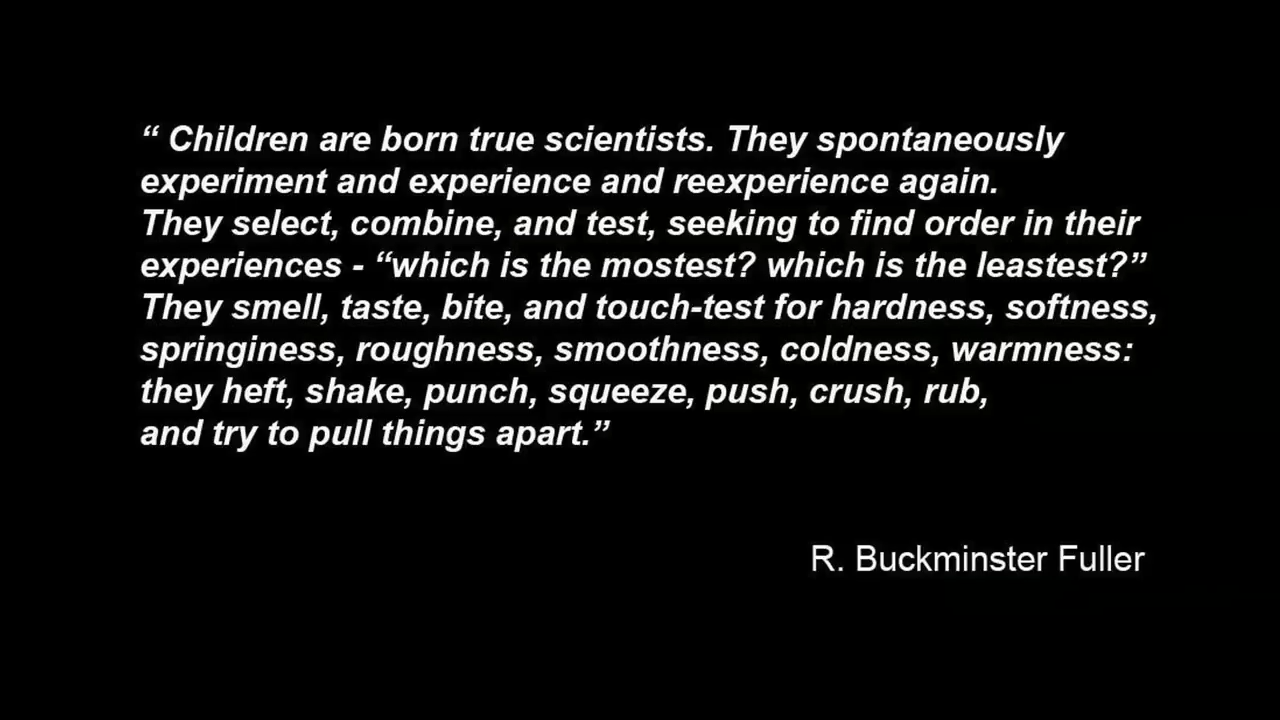 “ Children are born true scientists. They spontaneously
experiment and experience and reexperience again.
They select, combine, and test, seeking to find order in their
experiences - “which is the mostest? which is the leastest?”
They smell, taste, bite, and touch-test for hardness, softness,
springiness, roughness, smoothness, coldness, warmness:
they heft, shake, punch, squeeze, push, crush, rub,
and try to pull things apart.”
R. Buckminster Fuller